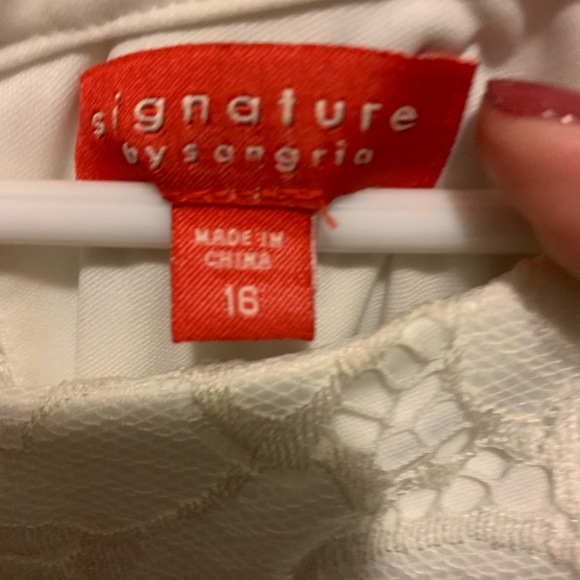 signature
by sangria
MADE IN
CHINA
16